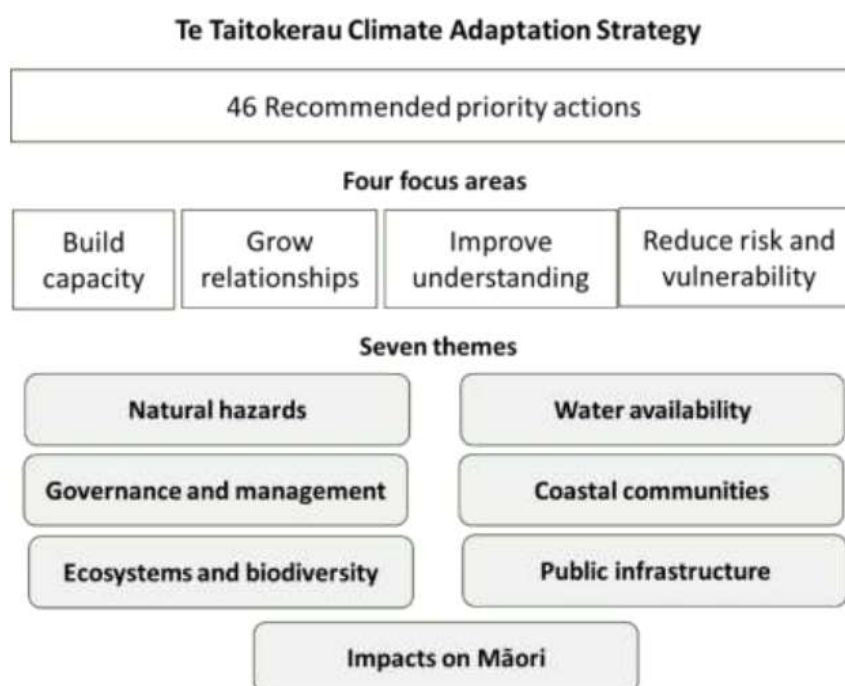 Te Taitokerau Climate Adaptation Strategy
46 Recommended priority actions
Four focus areas
Build
capacity
Grow
relationships
Improve
understanding
Reduce risk and
vulnerability
Seven themes
Natural hazards
Water availability
Governance and management
Coastal communities
Ecosystems and biodiversity
Public infrastructure
Impacts on Māori